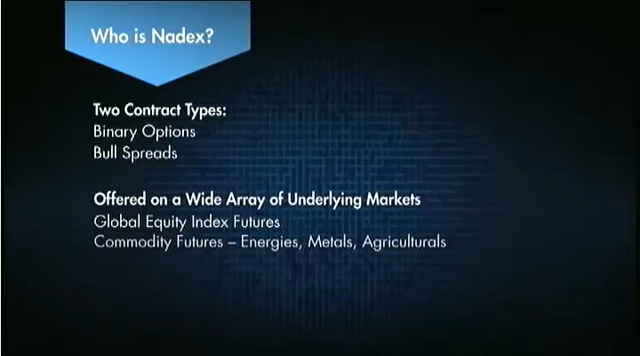 Who is Nadex?
Two Contract Types:
Binary Options
Bull Spreads
Offered on a Wide Array of Underlying Markets
Global Equity Index Futures
Commodity Futures – Energies, Metals, Agriculturals